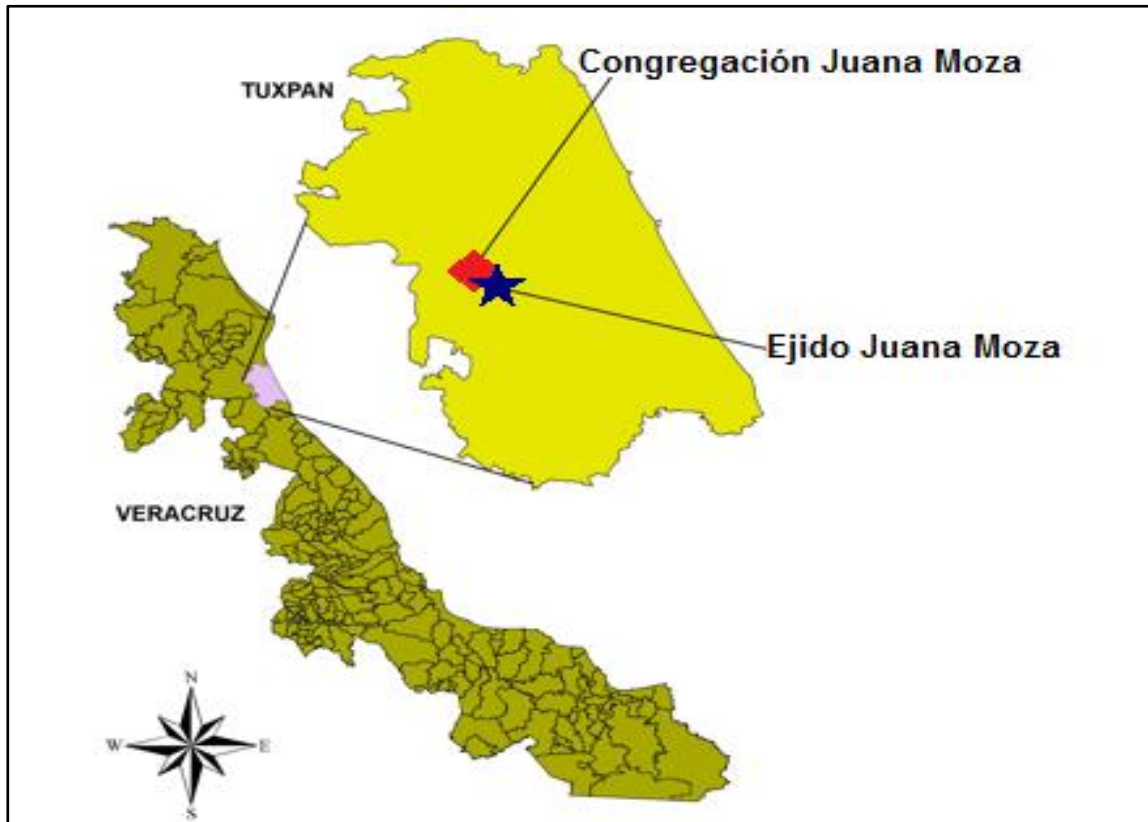 Congregación Juana Moza
TUXPAN
Ejido Juana Moza
VERACRUZ
N
W
E
S